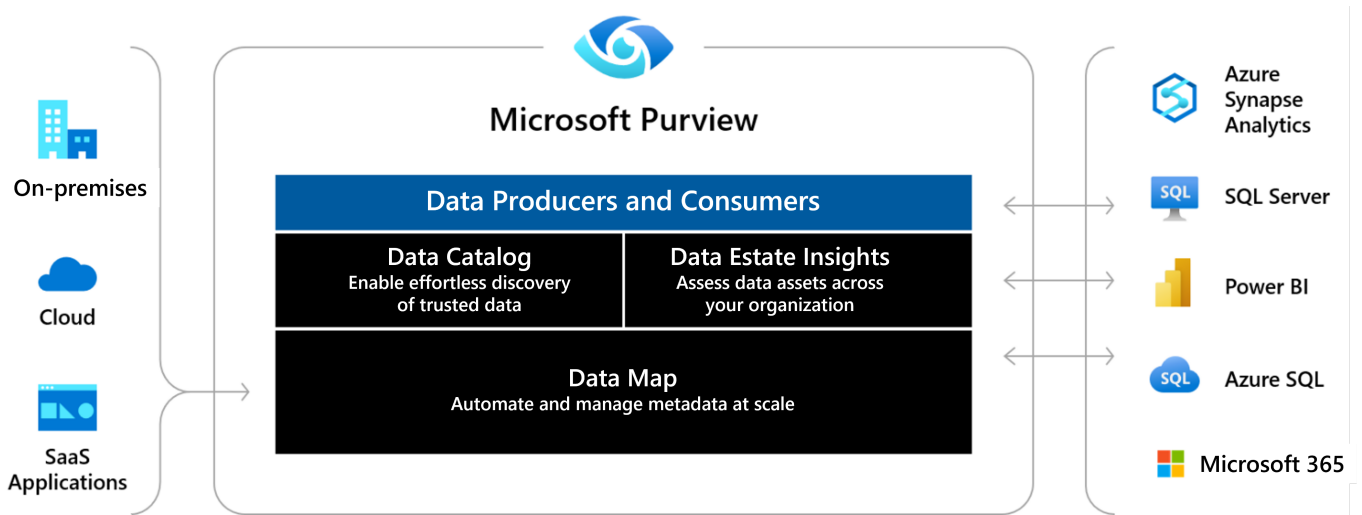 On-premises
Cloud
SaaS
Applications
Microsoft Purview
Data Producers and Consumers
Data Catalog
Enable effortless discovery
of trusted data
Data Estate Insights
Assess data assets across
your organization
Data Map
Automate and manage metadata at scale
Azure
Synapse
Analytics
SQL
SQL Server
Power BI
SQL
Azure SQL
Microsoft 365